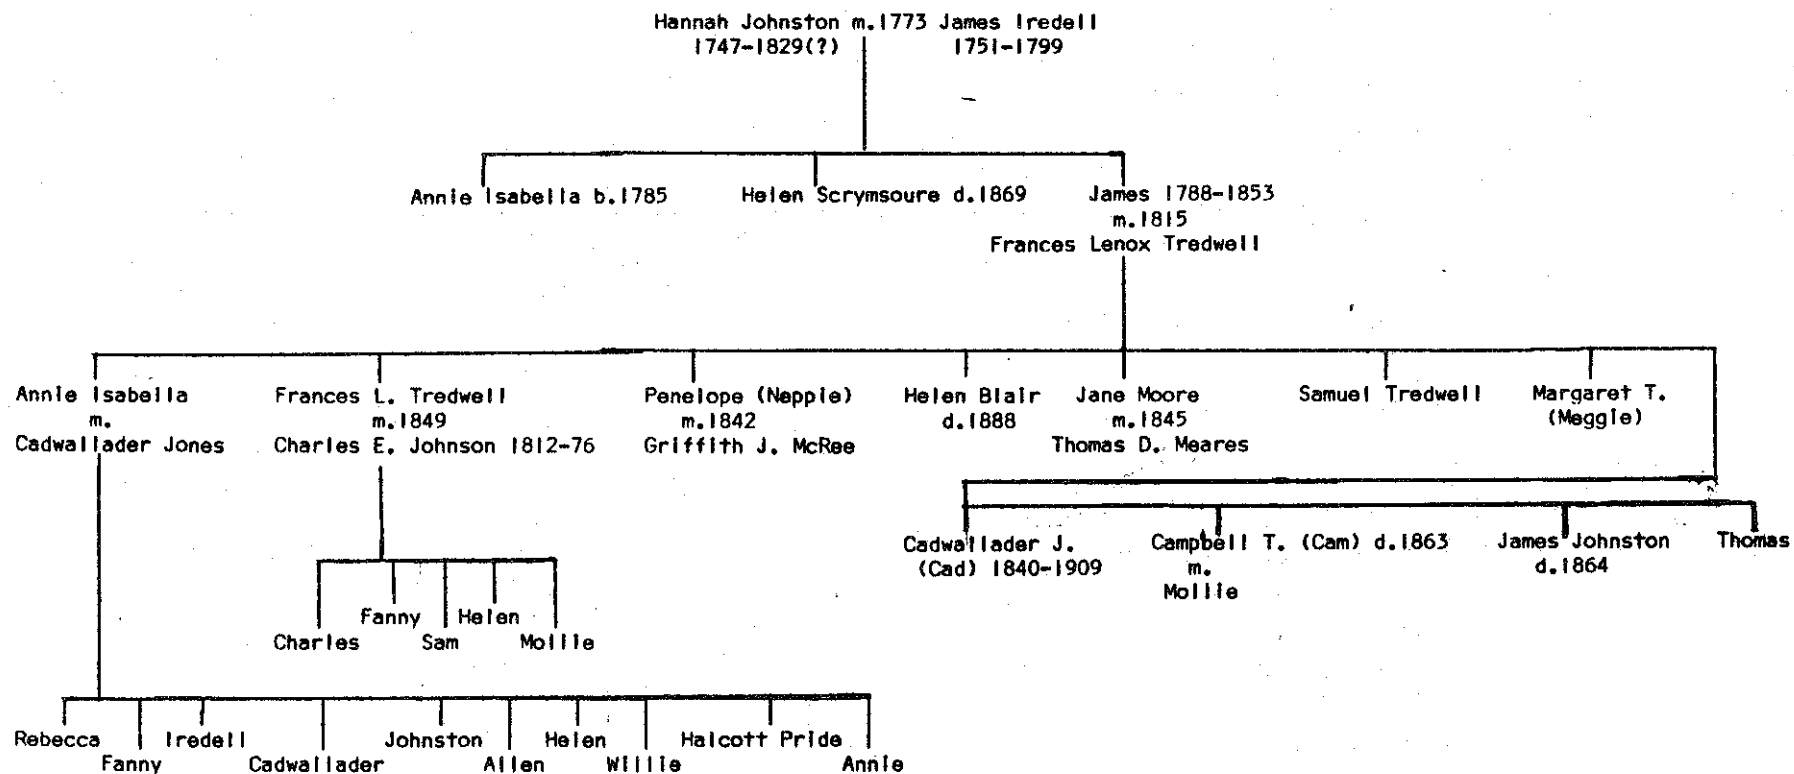 Hannah Johnston m.1773 James Iredell
1747-1829(?) 1751-1799
Annie Isabella b.1785 Helen Scrymsoure d.1869 James 1788-1853
m.1815
Frances Lenox Tredwell
Annie Isabella Frances L. Tredwell Penelope (Neppie) Helen Blair Jane Moore Samuel Tredwell Margaret T.
m. m.1849 m.1842 d.1888 m.1845 (Meggie)
Cadwallader Jones Charles E. Johnson 1812-76 Griffith J. McRee Thomas D. Meares
Cadwallader J. Campbell T. (Cam) d.1863 James Johnston Thomas
(Cad) 1840-1909 m. d.1864
Mollie
Fanny Helen
Charles Sam Mollie
Rebecca Iredell Johnston Helen Halcott Pride
Fanny Cadwallader Allen Willie Annie